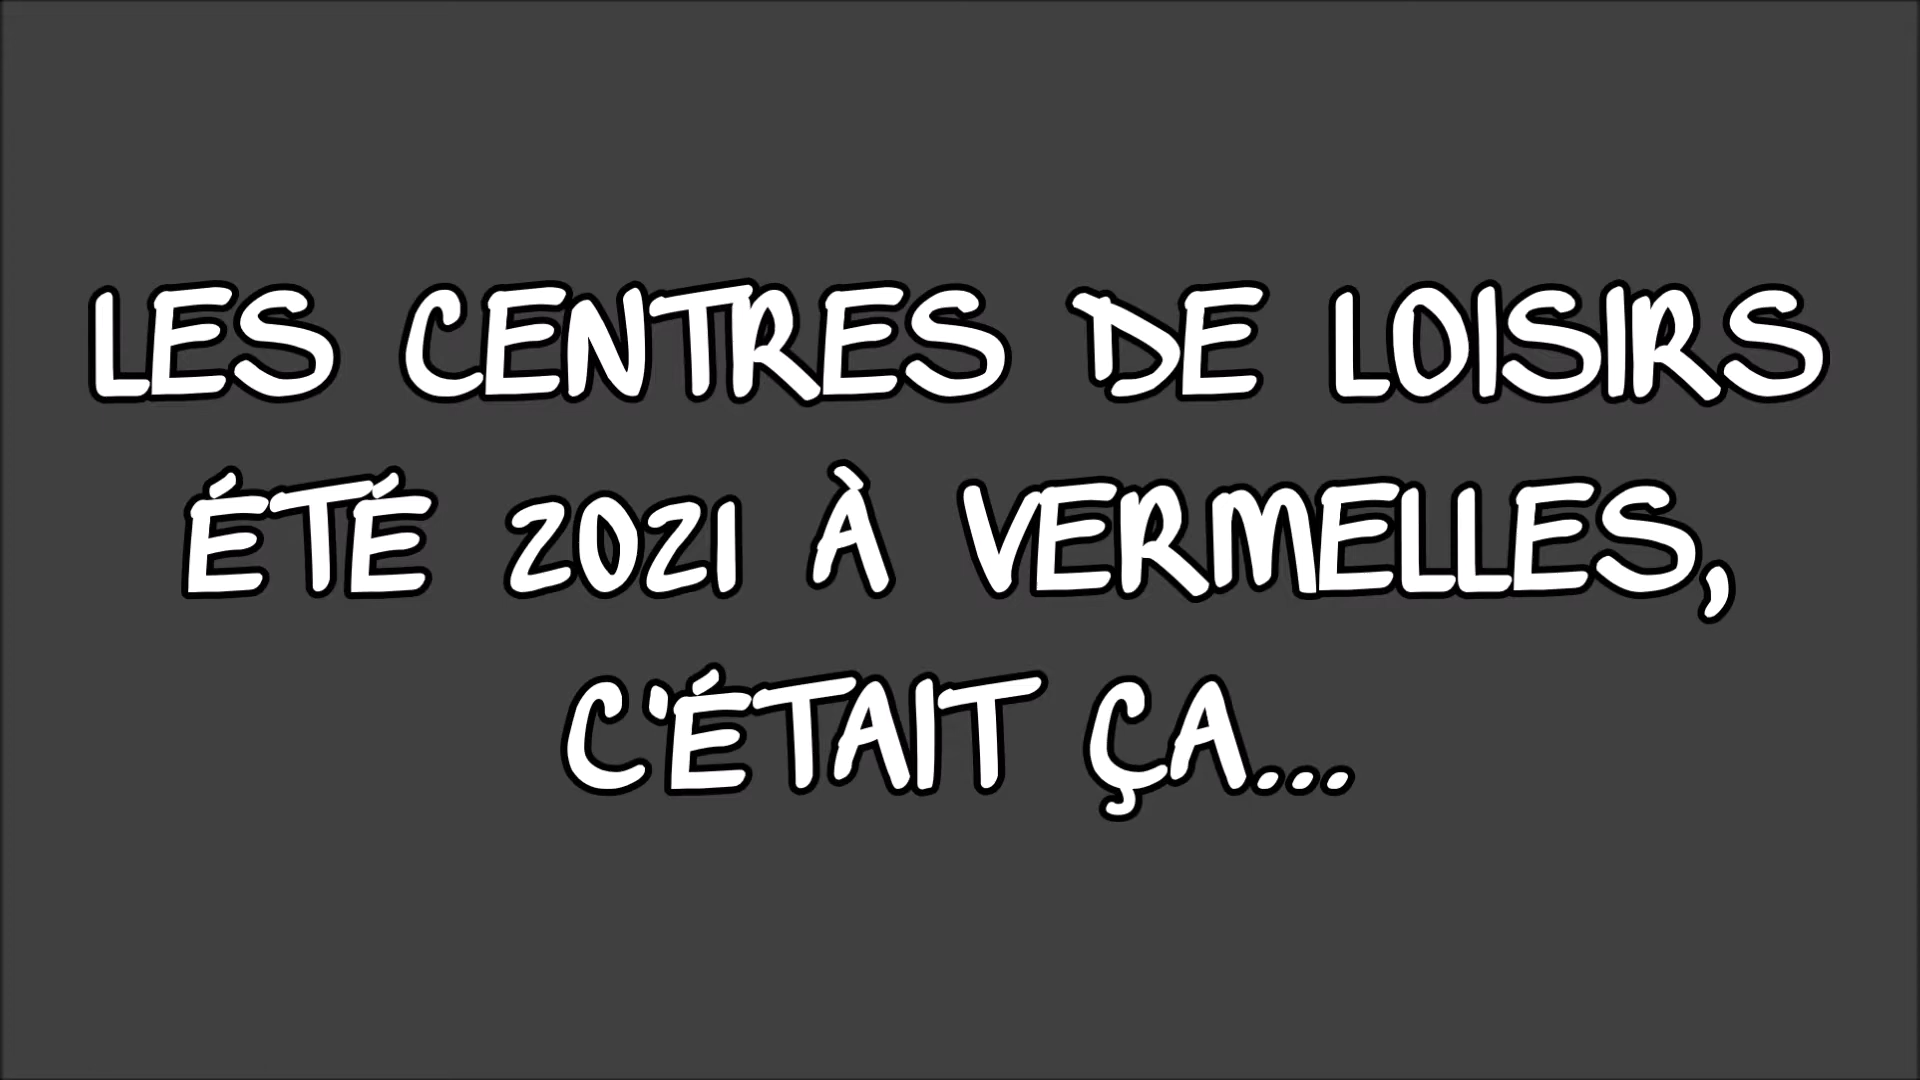 LES CENTRES DE LOISIRS
ÉTÉ 2021 À VERMELLES,
C'ÉTAIT ÇA...